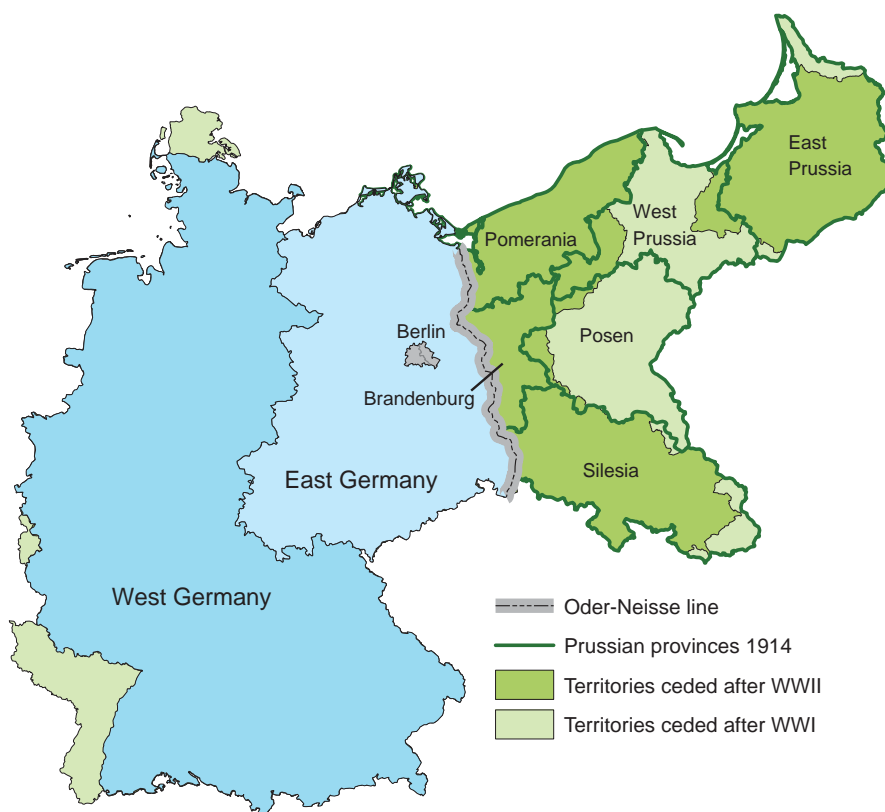 East
Prussia
West
Prussia
Pomerania
Berlin
Posen
Brandenburg
Silesia
East Germany
West Germany
Oder-Neisse line
Prussian provinces 1914
Territories ceded after WWII
Territories ceded after WWI